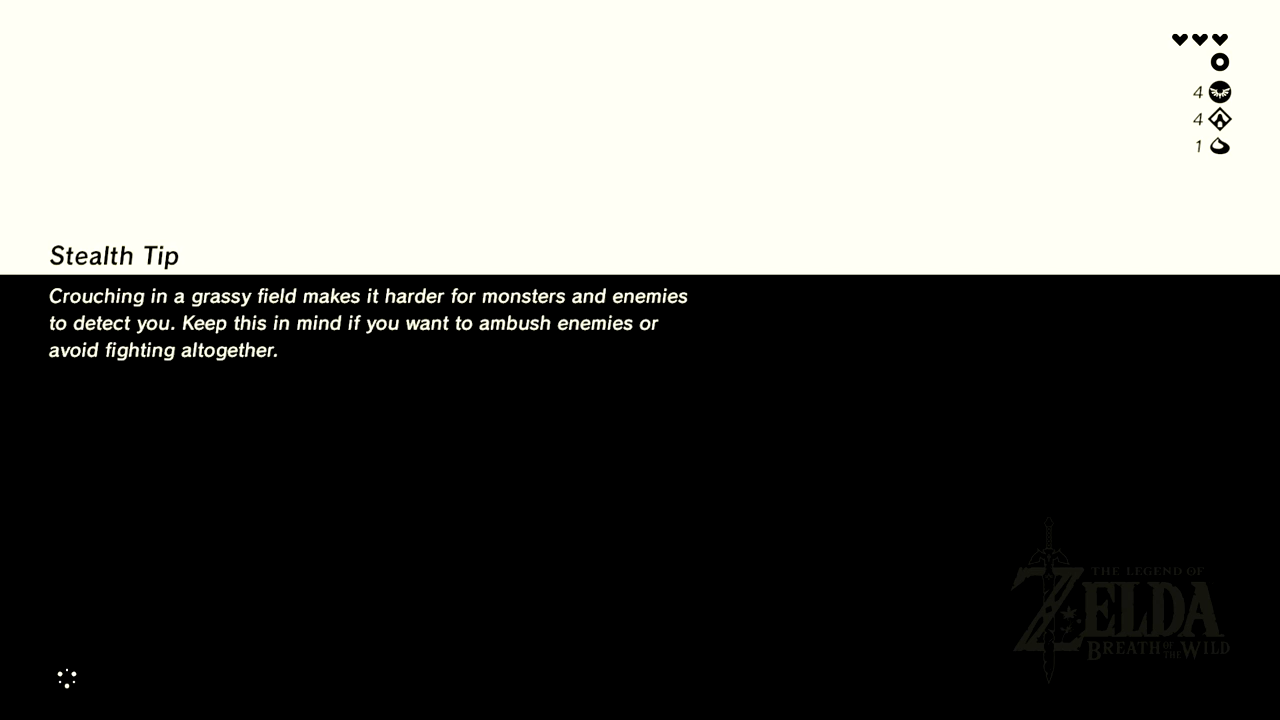 4
4
1
Stealth Tip
Crouching in a grassy field makes it harder for monsters and enemies
to detect you. Keep this in mind if you want to ambush enemies or
avoid fighting altogether.
THE LEGEND OF
ZELDA
BREATH OF THE WILD